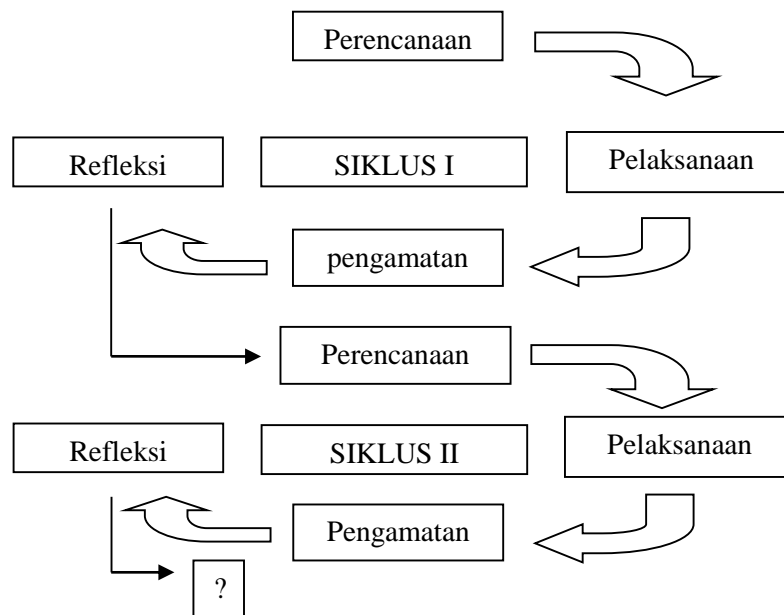 Perencanaan
Refleksi
SIKLUS I
Pelaksanaan
pengamatan
Perencanaan
Refleksi
SIKLUS II
Pelaksanaan
Pengamatan
?